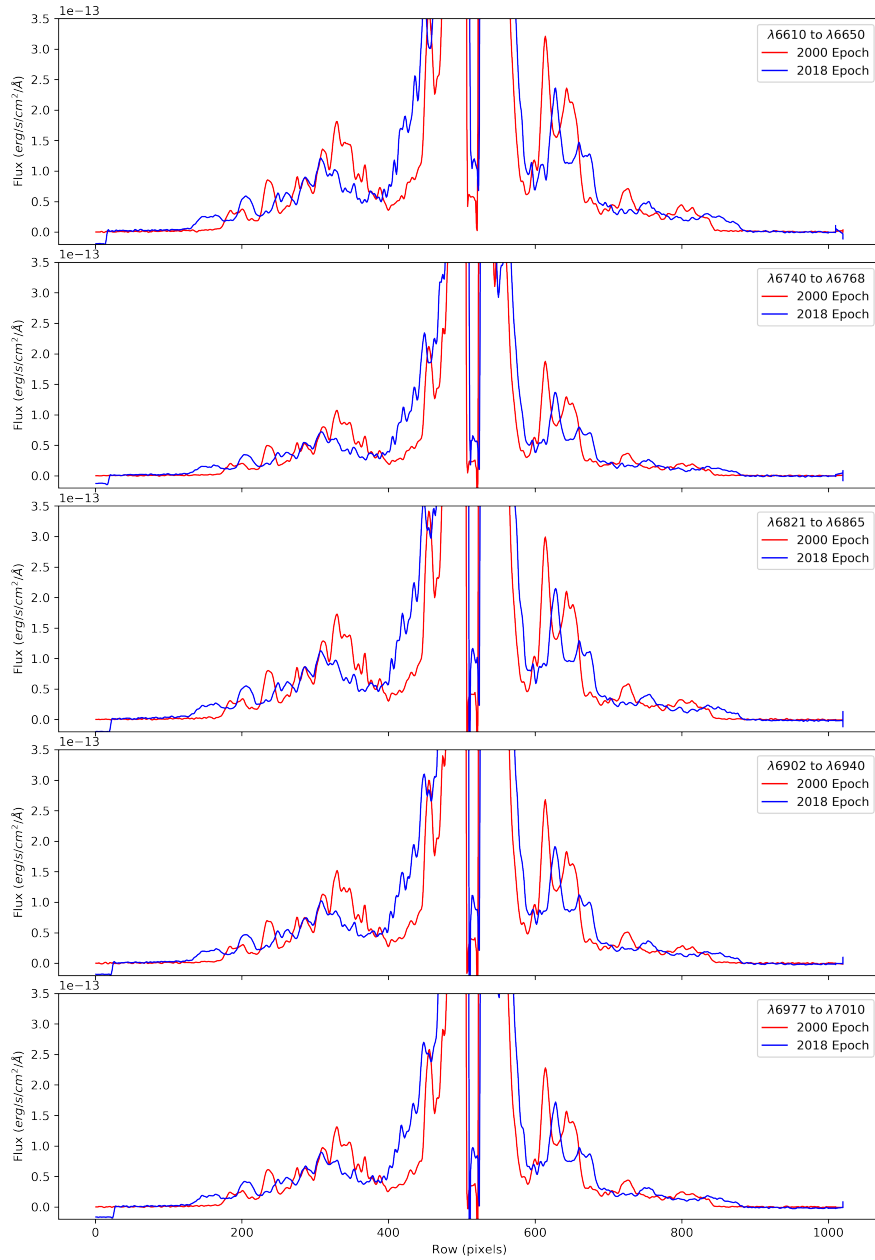 1e−13
3.5
3.0
2.5
2.0
1.5
1.0
0.5
0.0
Flux (erg/s/cm²/Å)
λ6610 to λ6650
2000 Epoch
2018 Epoch
1e−13
3.5
3.0
2.5
2.0
1.5
1.0
0.5
0.0
Flux (erg/s/cm²/Å)
λ6740 to λ6768
2000 Epoch
2018 Epoch
1e−13
3.5
3.0
2.5
2.0
1.5
1.0
0.5
0.0
Flux (erg/s/cm²/Å)
λ6821 to λ6865
2000 Epoch
2018 Epoch
1e−13
3.5
3.0
2.5
2.0
1.5
1.0
0.5
0.0
Flux (erg/s/cm²/Å)
λ6902 to λ6940
2000 Epoch
2018 Epoch
1e−13
3.5
3.0
2.5
2.0
1.5
1.0
0.5
0.0
Flux (erg/s/cm²/Å)
λ6977 to λ7010
2000 Epoch
2018 Epoch
0 200 400 600 800 1000
Row (pixels)